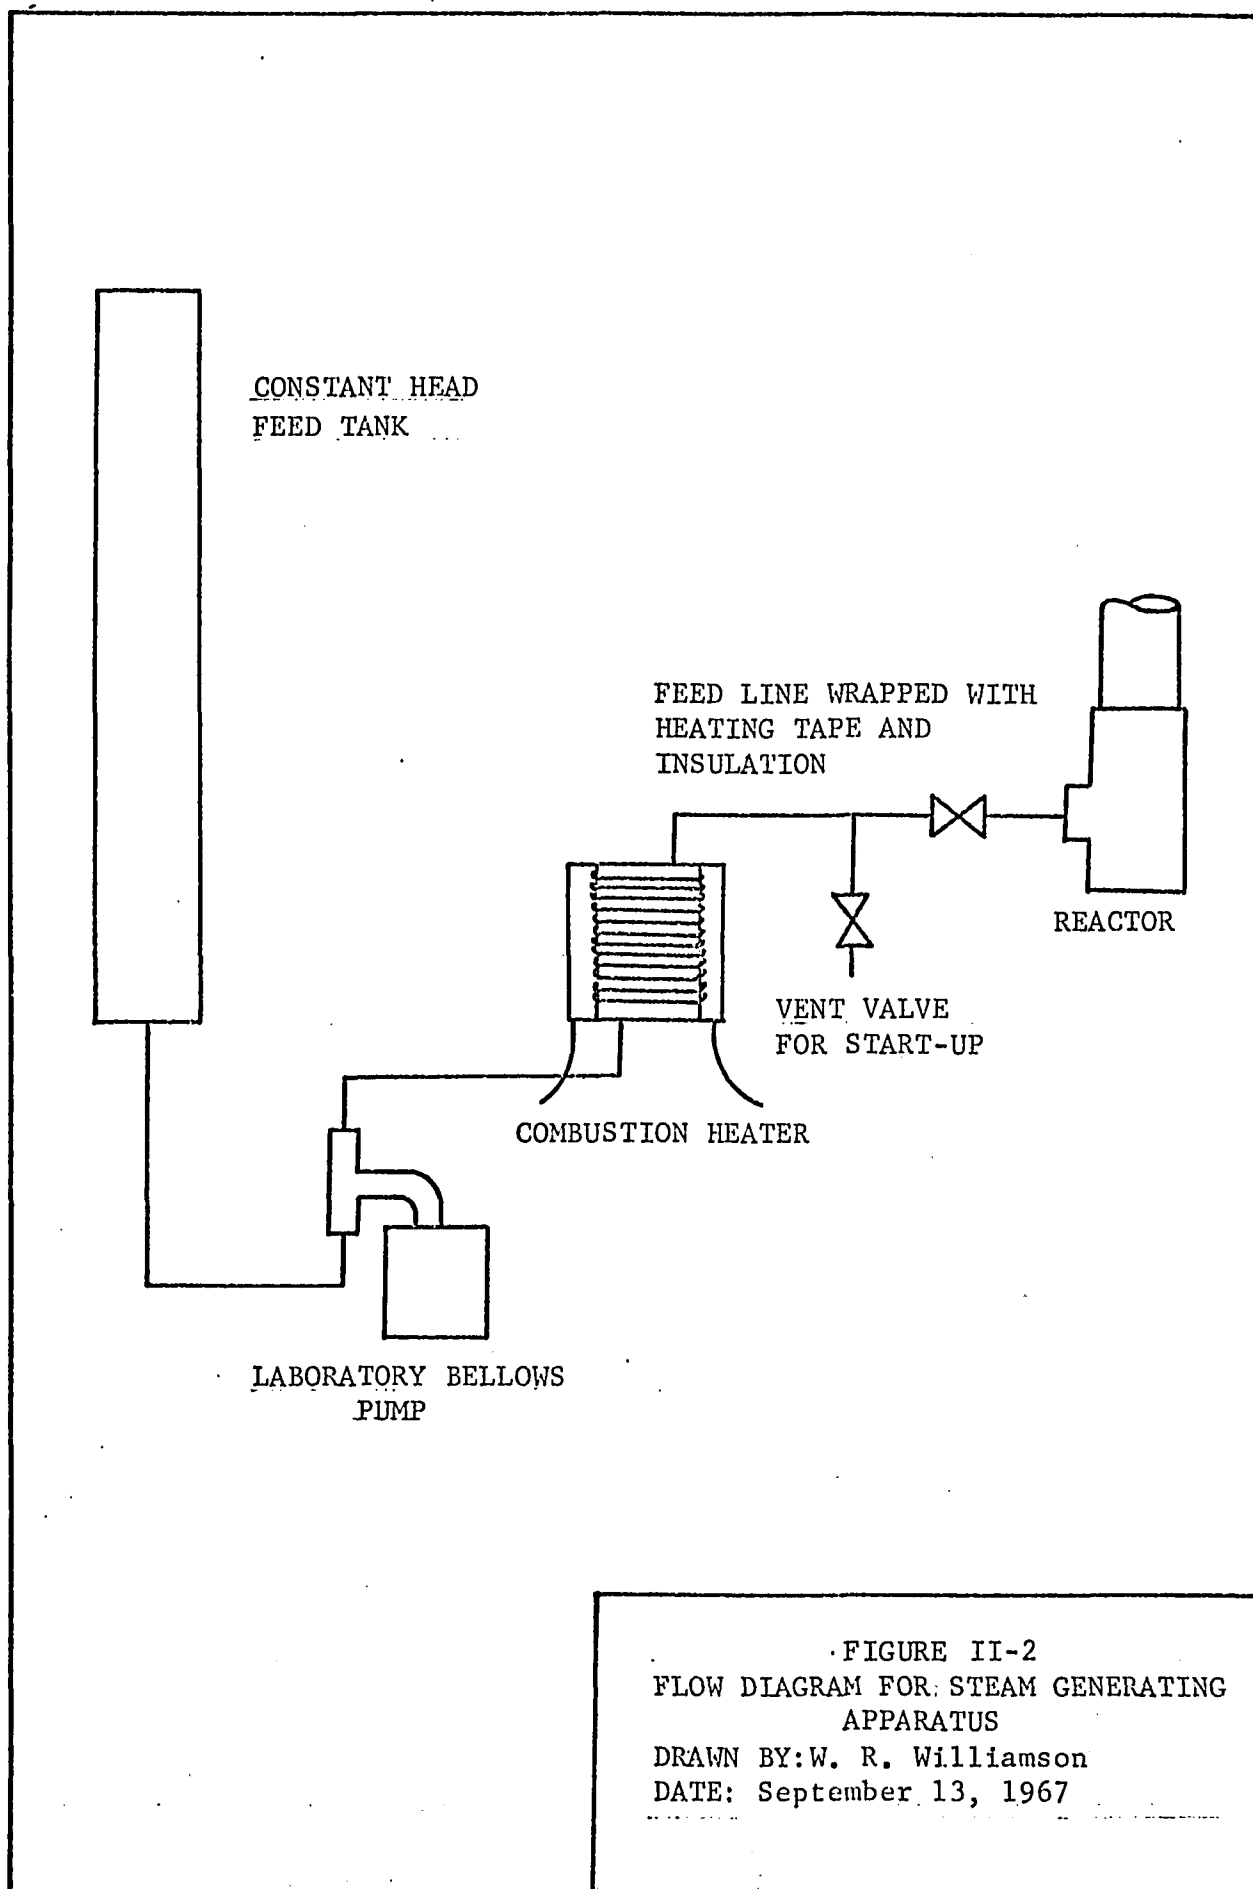 CONSTANT HEAD
FEED TANK
FEED LINE WRAPPED WITH
HEATING TAPE AND
INSULATION
REACTOR
VENT VALVE
FOR START-UP
COMBUSTION HEATER
LABORATORY BELLOWS
PUMP
FIGURE II-2
FLOW DIAGRAM FOR STEAM GENERATING
APPARATUS
DRAWN BY: W. R. Williamson
DATE: September 13, 1967